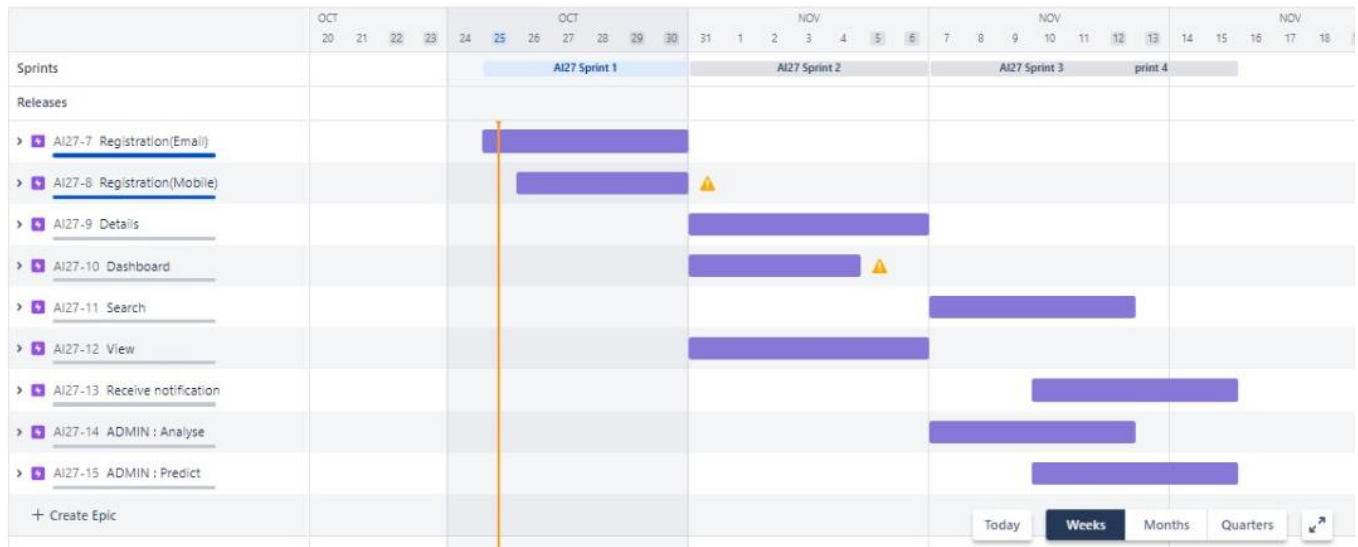 OCT OCT NOV NOV NOV
20 21 22 23 24 25 26 27 28 29 30 31 1 2 3 4 5 6 7 8 9 10 11 12 13 14 15 16 17 18
Sprints AI27 Sprint 1 AI27 Sprint 2 AI27 Sprint 3 print 4
Releases
AI27-7 Registration(Email)
AI27-8 Registration(Mobile)
AI27-9 Details
AI27-10 Dashboard
AI27-11 Search
AI27-12 View
AI27-13 Receive notification
AI27-14 ADMIN : Analyse
AI27-15 ADMIN : Predict
+ Create Epic Today Weeks Months Quarters